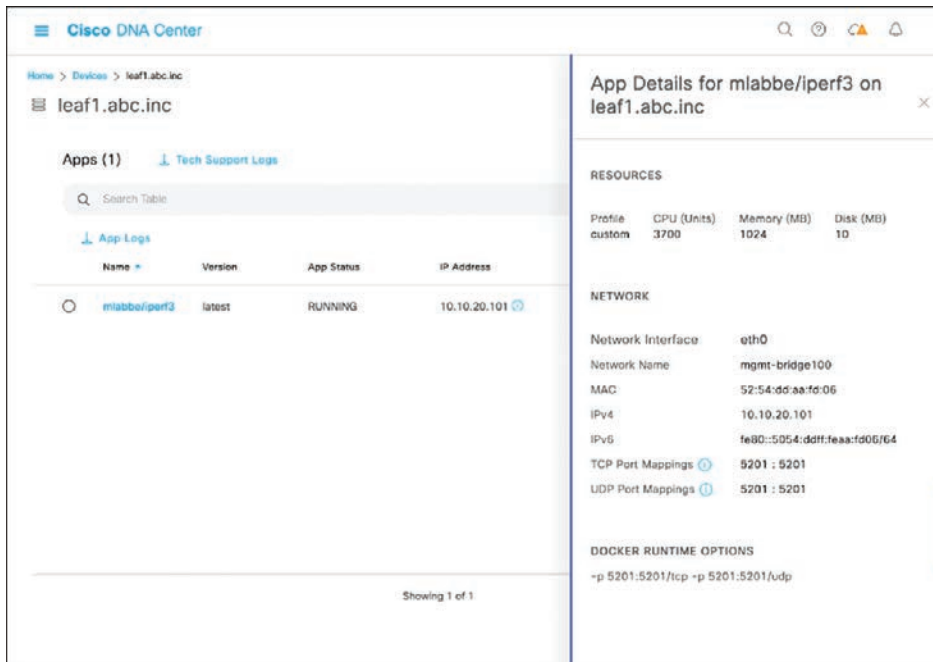 Cisco DNA Center
Home > Devices > leaf1.abc.inc
leaf1.abc.inc
Apps (1) Tech Support Logs
Search Table
App Logs
Name Version App Status IP Address
mlabbe/iperf3 latest RUNNING 10.10.20.101
Showing 1 of 1
App Details for mlabbe/iperf3 on
leaf1.abc.inc
RESOURCES
Profile CPU (Units) Memory (MB) Disk (MB)
custom 3700 1024 10
NETWORK
Network Interface eth0
Network Name mgmt-bridge100
MAC 52:54:dd:aa:fd:06
IPv4 10.10.20.101
IPv6 fe80::5054:ddff:feaa:fd06/64
TCP Port Mappings 5201 : 5201
UDP Port Mappings 5201 : 5201
DOCKER RUNTIME OPTIONS
-p 5201:5201/tcp -p 5201:5201/udp